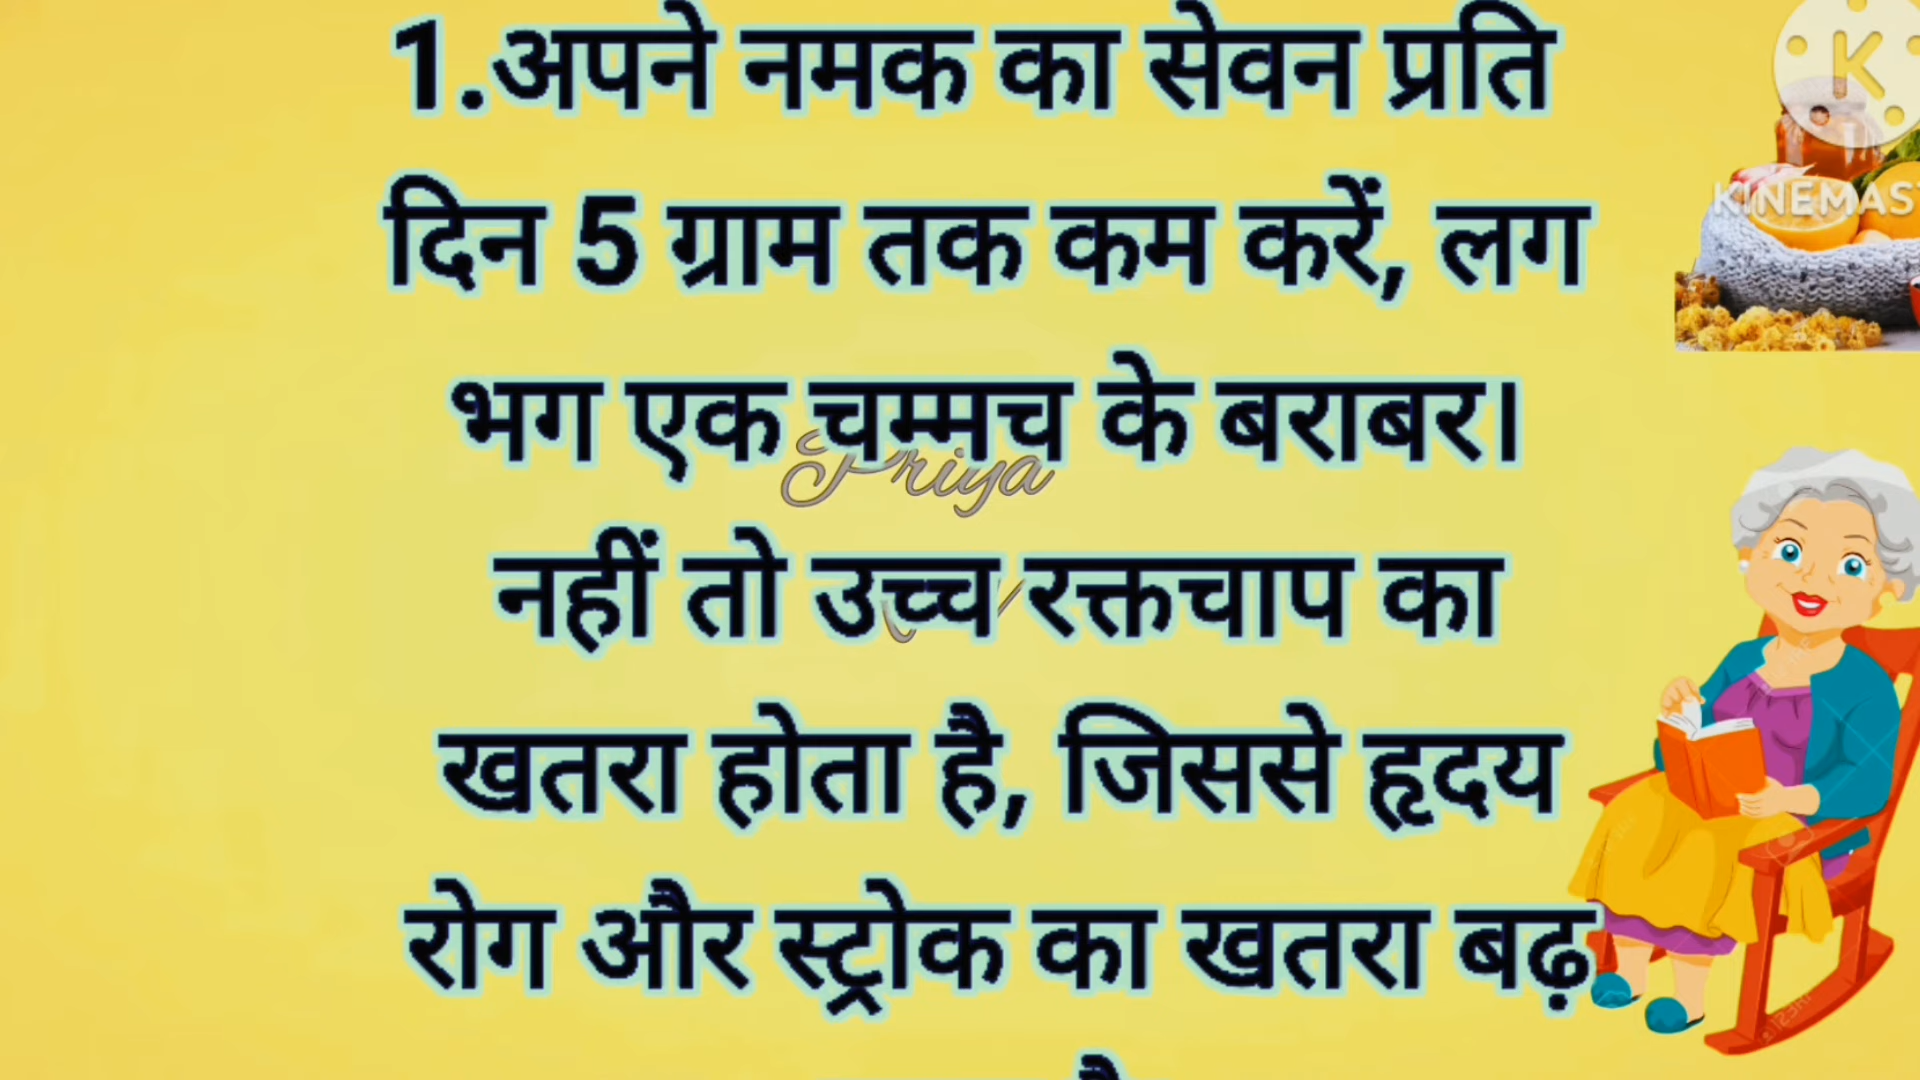 1.अपने नमक का सेवन प्रति
दिन 5 ग्राम तक कम करें, लग
भग एक चम्मच के बराबर।
Priya
नहीं तो उच्च रक्तचाप का
खतरा होता है, जिससे हृदय
रोग और स्ट्रोक का खतरा बढ़
K
KINEMAS